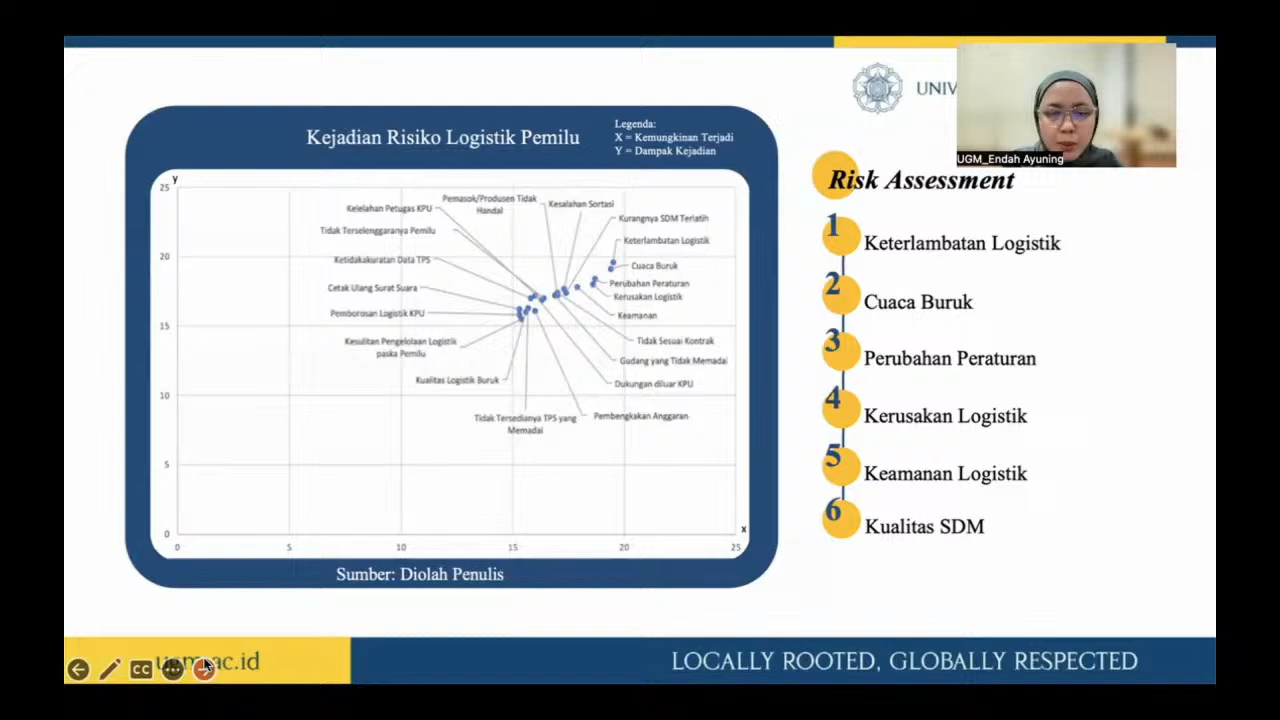 UNIV
UGM_Endah Ayuning
Kejadian Risiko Logistik Pemilu
Legenda:
X = Kemungkinan Terjadi
Y = Dampak Kejadian
y
25
20
15
10
5
0
0
5
10
15
20
25
x
Kelelahan Petugas KPU
Pemasok/Produsen Tidak
Handal
Kesalahan Sortasi
Kurangnya SDM Terlatih
Tidak Terselenggaranya Pemilu
Keterlambatan Logistik
Ketidakakuratan Data TPS
Cuaca Buruk
Cetak Ulang Surat Suara
Perubahan Peraturan
Kerusakan Logistik
Pemborosan Logistik KPU
Keamanan
Kesulitan Pengelolaan Logistik
paska Pemilu
Tidak Sesuai Kontrak
Gudang yang Tidak Memadai
Kualitas Logistik Buruk
Dukungan diluar KPU
Tidak Tersedianya TPS yang
Memadai
Pembengkakan Anggaran
Sumber: Diolah Penulis
Risk Assessment
1
Keterlambatan Logistik
2
Cuaca Buruk
3
Perubahan Peraturan
4
Kerusakan Logistik
5
Keamanan Logistik
6
Kualitas SDM
ugm.ac.id
CC
LOCALLY ROOTED, GLOBALLY RESPECTED